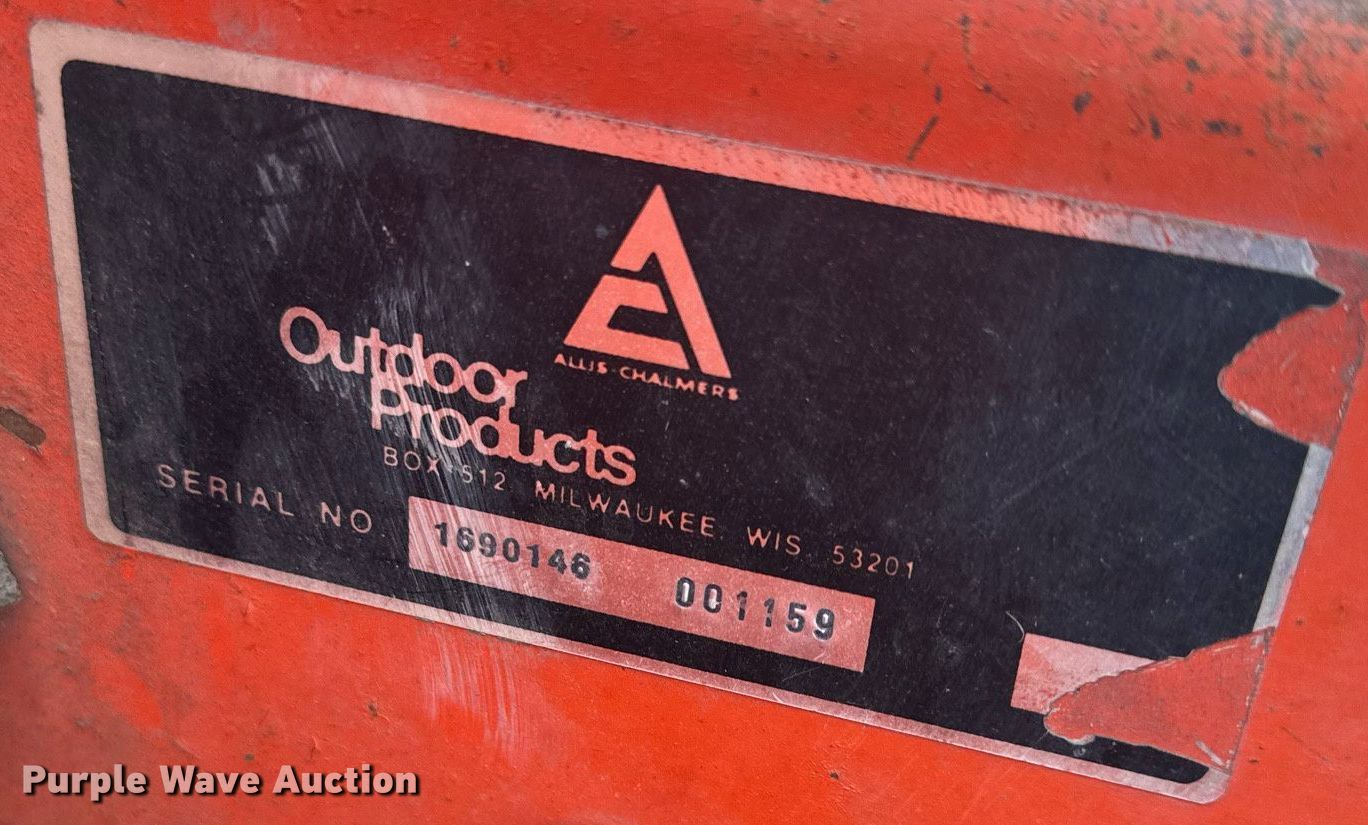 ALLIS-CHALMERS
Outdoor
Products
BOX 512 MILWAUKEE, WIS. 53201
SERIAL NO. 1690146 001159
Purple Wave Auction